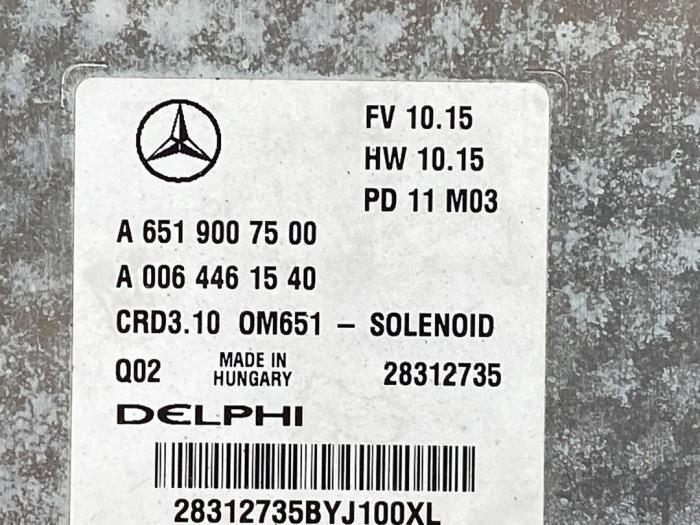 FV 10.15
HW 10.15
PD 11 M03
A 651 900 75 00
A 006 446 15 40
CRD3.10 OM651 – SOLENOID
Q02 MADE IN HUNGARY 28312735
DELPHI
28312735BYJ100XL